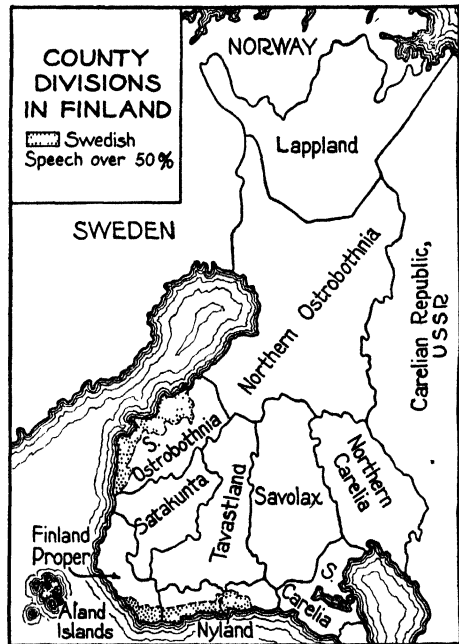 COUNTY
DIVISIONS
IN FINLAND
Swedish
Speech over 50%
NORWAY
Lappland
SWEDEN
Northern Ostrobothnia
Carelian Republic,
USSR
S.
Ostrobothnia
Satakunta
Tavastland
Savolax
Northern
Carelia
Finland
Proper
S.
Carelia
Åland
Islands
Nyland